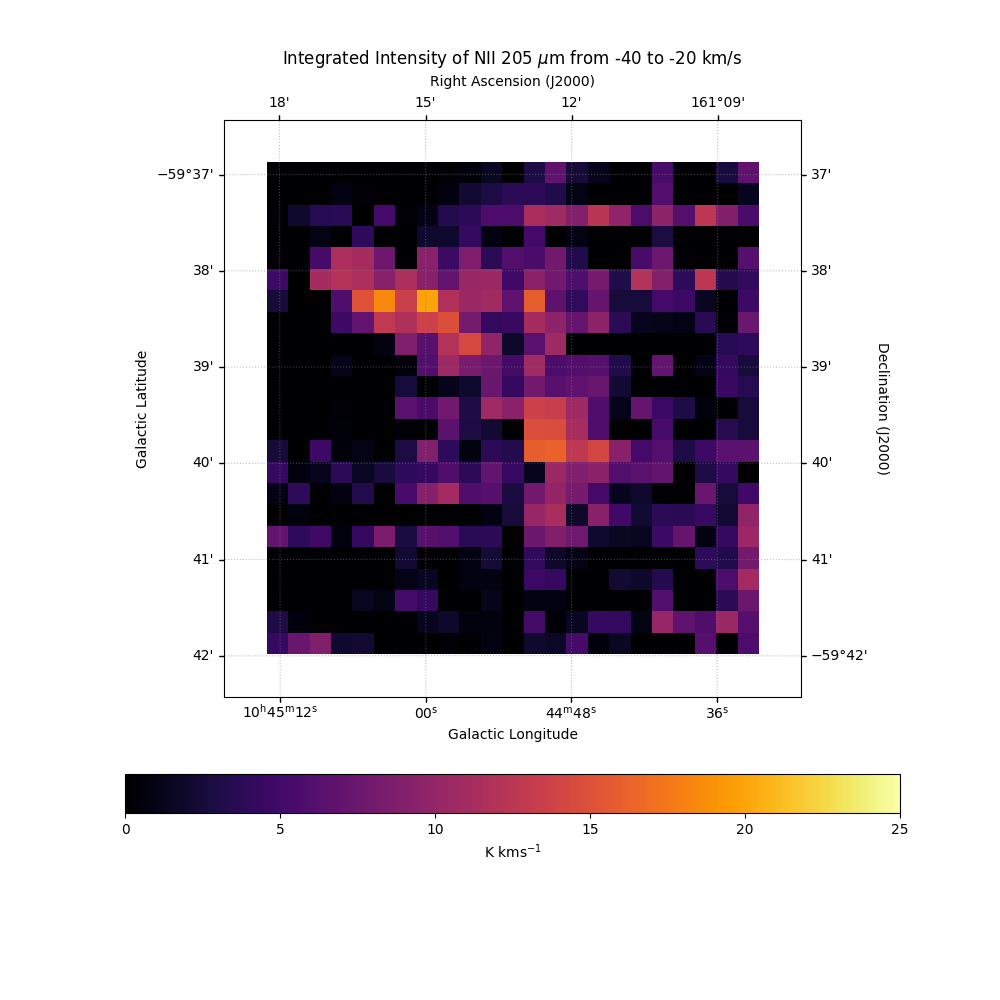 Integrated Intensity of NII 205 μm from -40 to -20 km/s
Right Ascension (J2000)
18' 15' 12' 161°09'
−59°37' 37'
38' 38'
39' 39'
Galactic Latitude
Declination (J2000)
40' 40'
41' 41'
42' −59°42'
10ʰ45ᵐ12ˢ 00ˢ 44ᵐ48ˢ 36ˢ
Galactic Longitude
0 5 10 15 20 25
K kms⁻¹